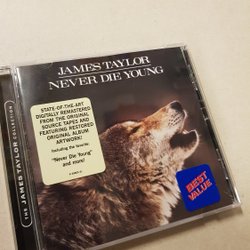 JAMES TAYLOR
NEVER DIE YOUNG
STATE-OF-THE-ART
DIGITALLY REMASTERED
FROM THE ORIGINAL
SOURCE TAPES AND
FEATURING RESTORED
ORIGINAL ALBUM
ARTWORK!
Including the favorite:
"Never Die Young"
and more!
BEST
VALUE
THE JAMES TAYLOR COLLECTION